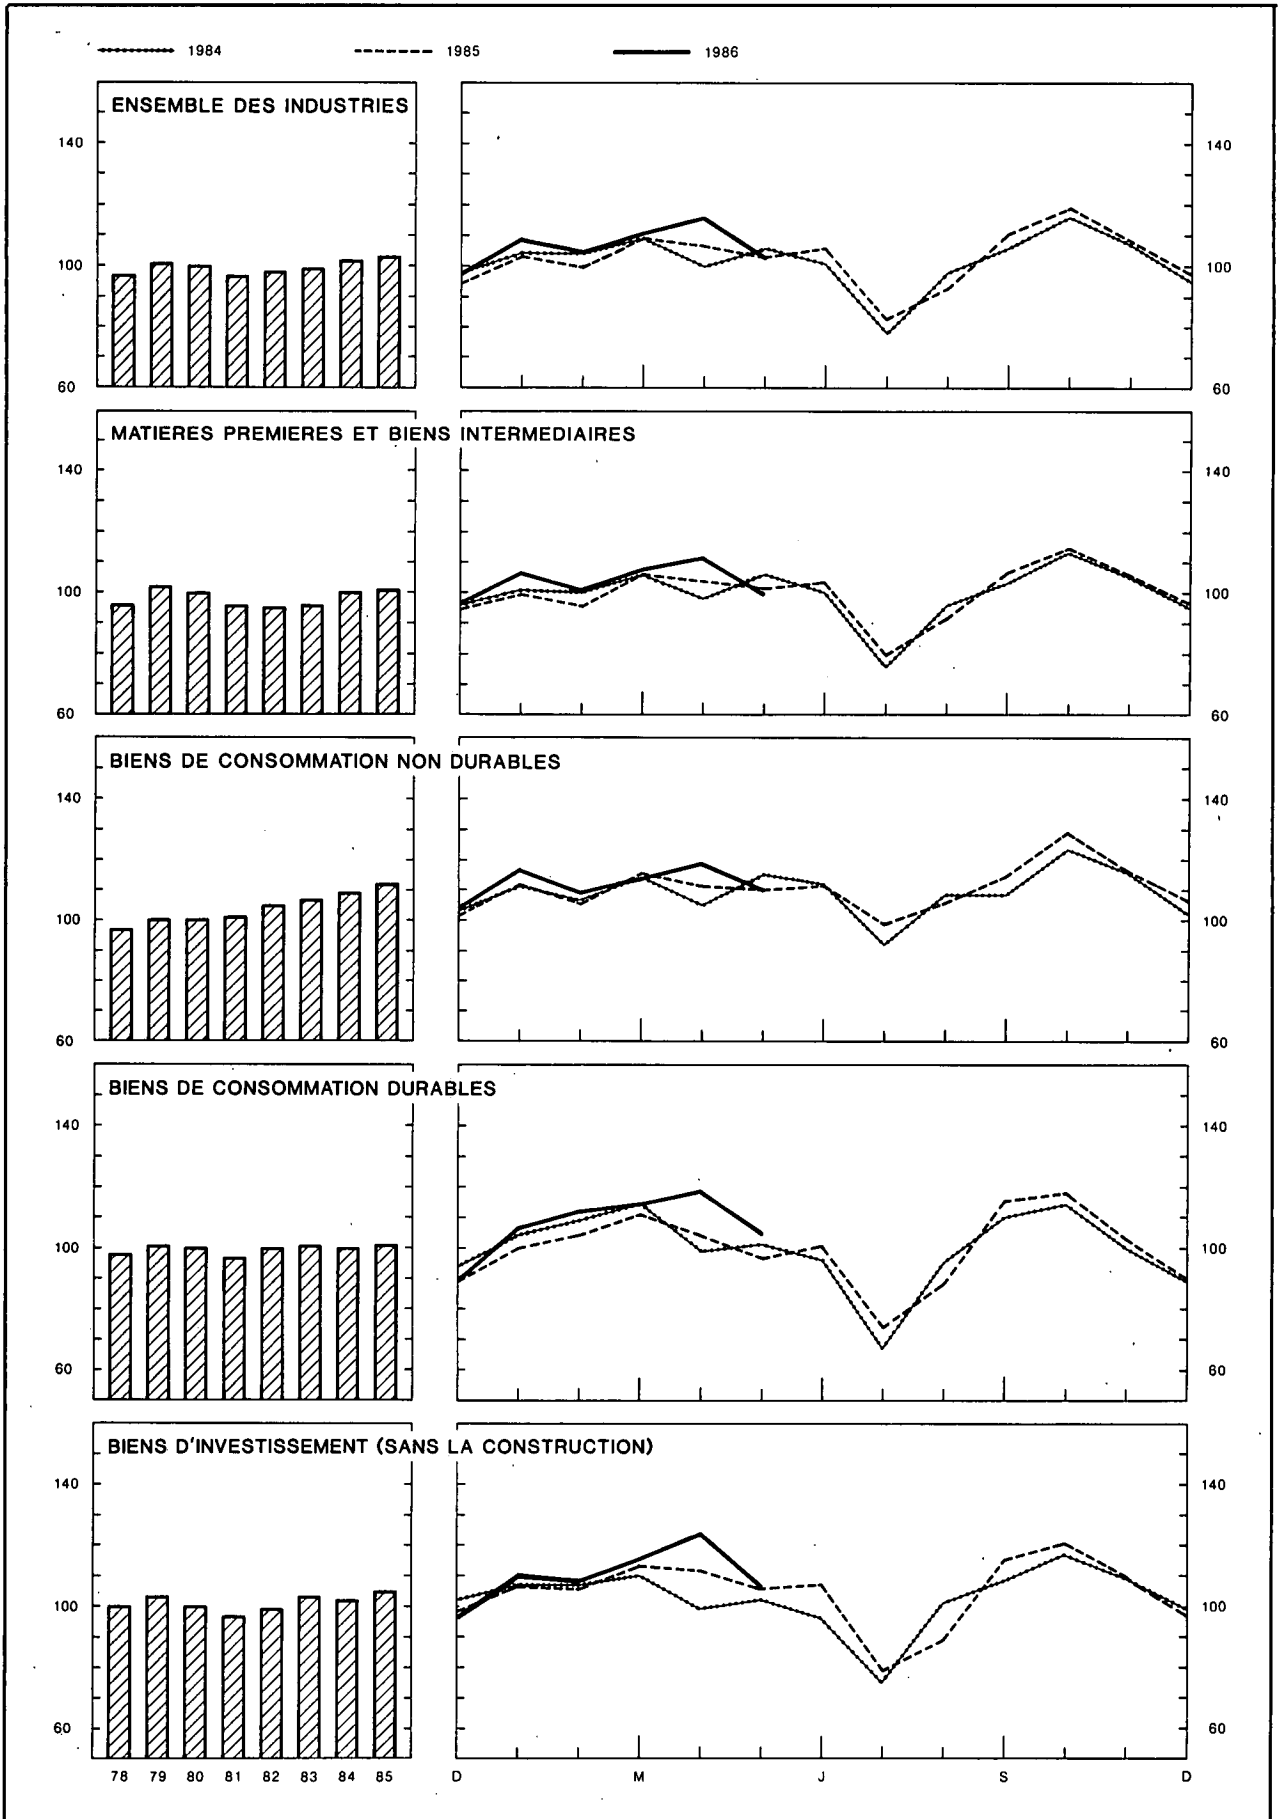 1984 1985 1986
ENSEMBLE DES INDUSTRIES
140 140
100 100
60 60
MATIERES PREMIERES ET BIENS INTERMEDIAIRES
140 140
100 100
60 60
BIENS DE CONSOMMATION NON DURABLES
140 140
100 100
60 60
BIENS DE CONSOMMATION DURABLES
140 140
100 100
60 60
BIENS D'INVESTISSEMENT (SANS LA CONSTRUCTION)
140 140
100 100
60 60
78 79 80 81 82 83 84 85 D M J S D